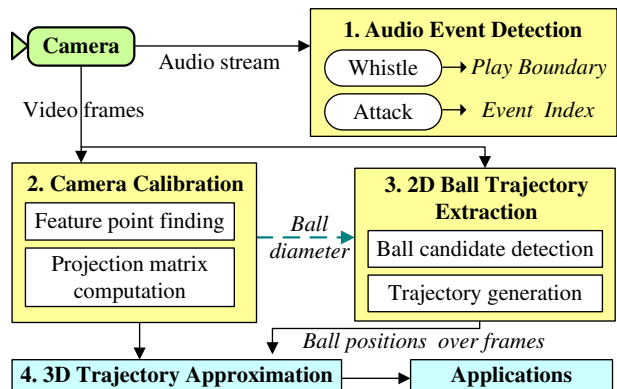 Camera
Audio stream
Video frames
1. Audio Event Detection
Whistle
Play Boundary
Attack
Event Index
2. Camera Calibration
Feature point finding
Projection matrix
computation
Ball
diameter
3. 2D Ball Trajectory
Extraction
Ball candidate detection
Trajectory generation
Ball positions over frames
4. 3D Trajectory Approximation
Applications